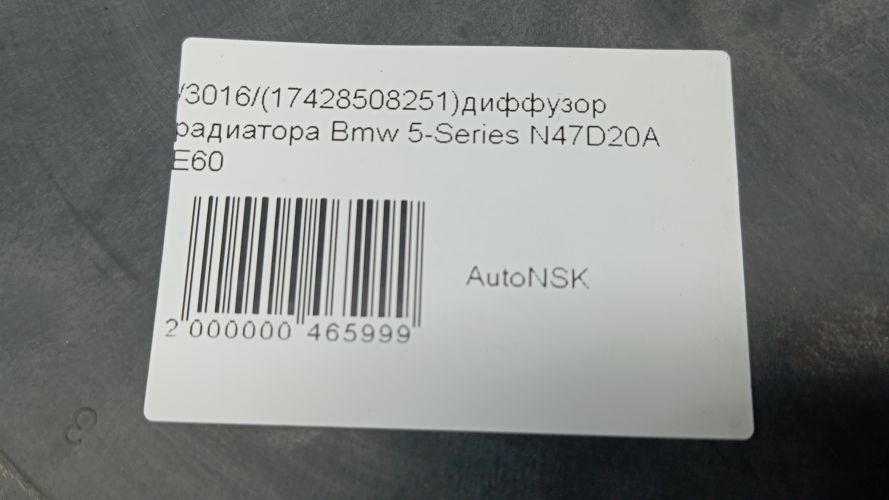 /3016/(17428508251)диффузор
радиатора Bmw 5-Series N47D20A
E60
AutoNSK
2 000000 465999